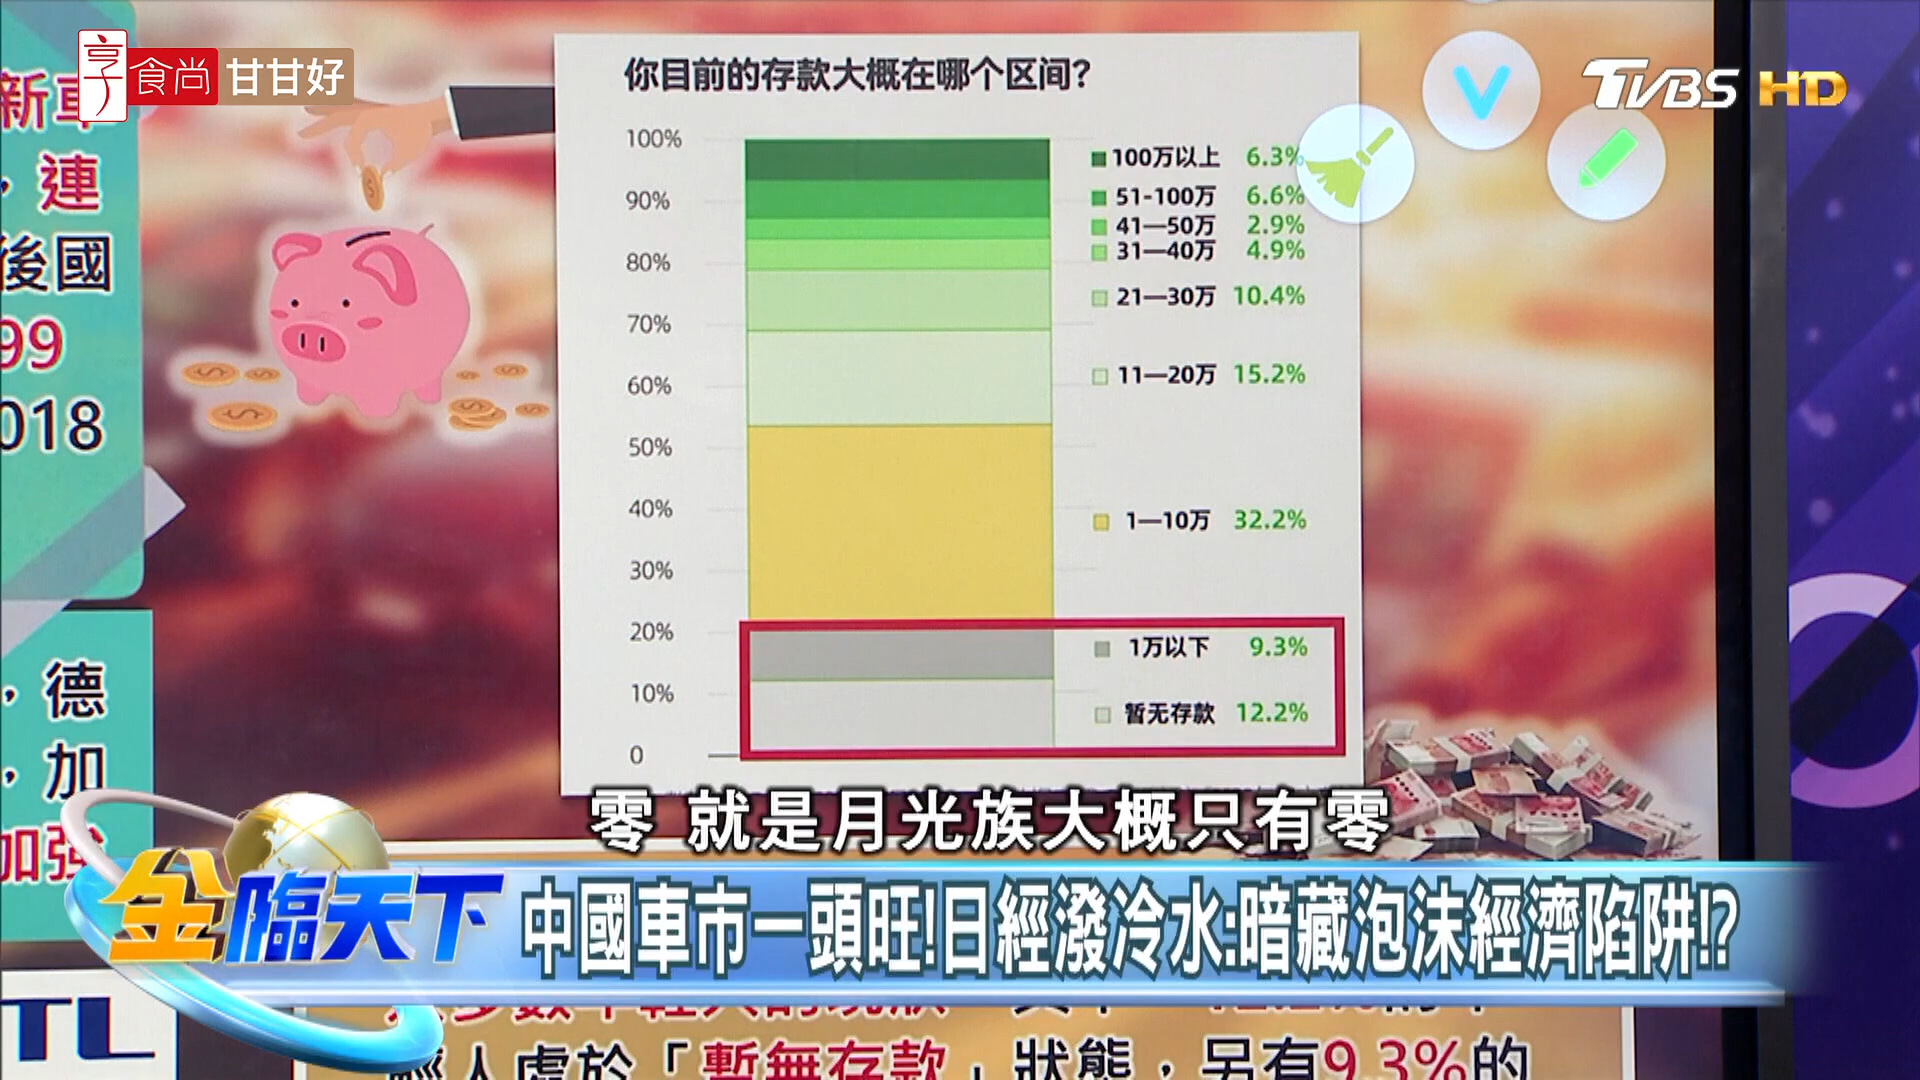 享 食尚 甘甘好
TVBS HD
新車
，連
後國
99
018
，德
，加
加強
TL
你目前的存款大概在哪个区间?
100%
90%
80%
70%
60%
50%
40%
30%
20%
10%
0
100万以上 6.3%
51-100万 6.6%
41—50万 2.9%
31—40万 4.9%
21—30万 10.4%
11—20万 15.2%
1—10万 32.2%
1万以下 9.3%
暂无存款 12.2%
零 就是月光族大概只有零
金臨天下
中國車市一頭旺!日經潑冷水:暗藏泡沫經濟陷阱!?
輕人處於「暫無存款」狀態，另有9.3%的